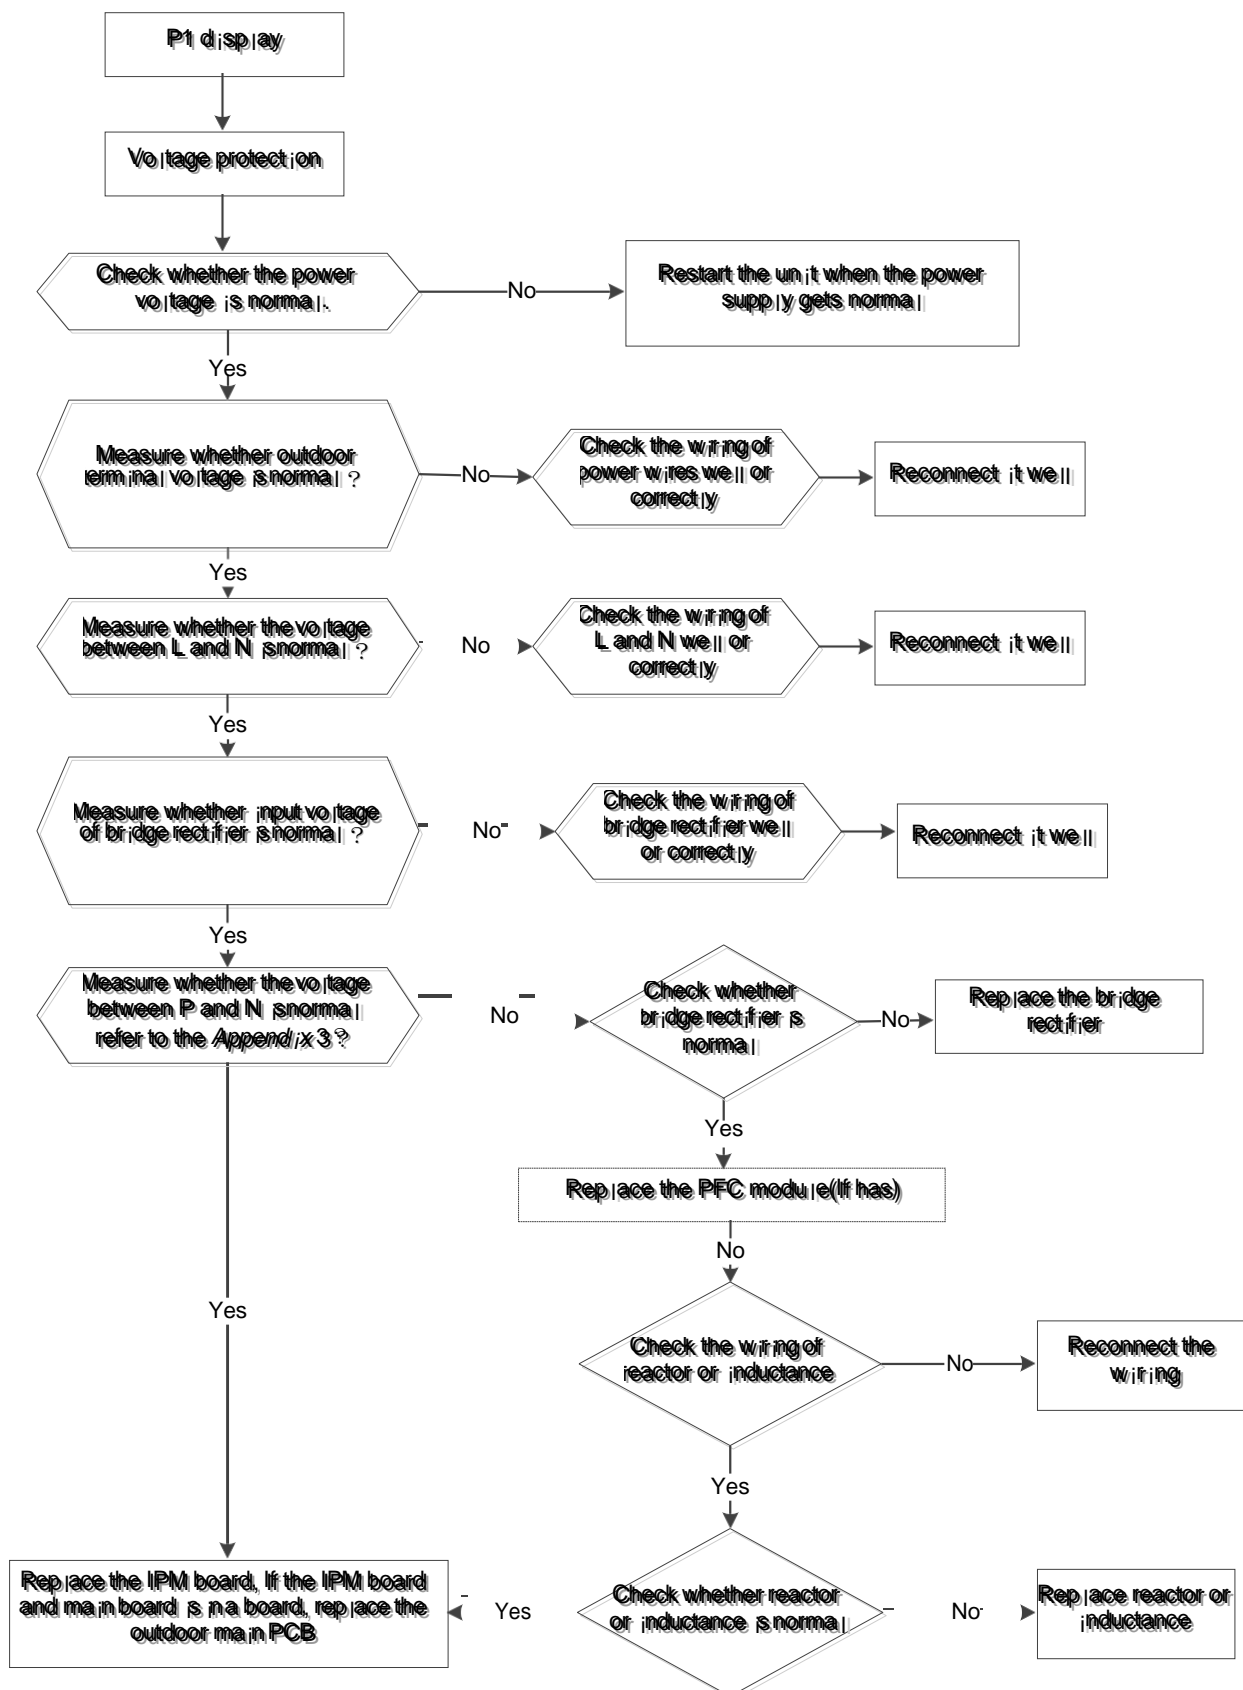 P1 display
Voltage protection
Check whether the power
voltage is normal.
No
Restart the unit when the power
supply gets normal
Yes
Measure whether outdoor
terminal voltage is normal ?
No
Check the wiring of
power wires well or
correctly
Reconnect it well
Yes
Measure whether the voltage
between L and N is normal ?
No
Check the wiring of
L and N well or
correctly
Reconnect it well
Yes
Measure whether input voltage
of bridge rectifier is normal ?
No
Check the wiring of
bridge rectifier well
or correctly
Reconnect it well
Yes
Measure whether the voltage
between P and N is normal
refer to the Appendix 3 ?
No
Check whether
bridge rectifier is
normal
No
Replace the bridge
rectifier
Yes
Replace the PFC module(If has)
No
Yes
Check the wiring of
reactor or inductance
No
Reconnect the
wiring
Yes
Replace the IPM board, If the IPM board
and main board is in a board, replace the
outdoor main PCB
Yes
Check whether reactor
or inductance is normal
No
Replace reactor or
inductance